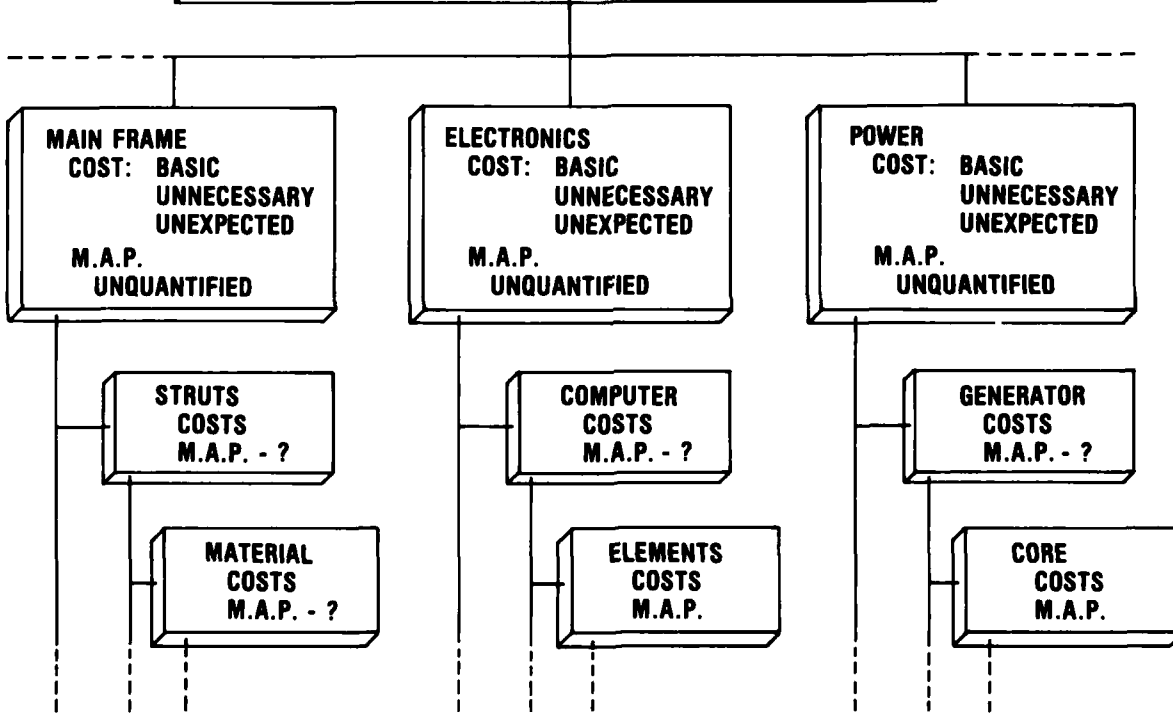 MAIN FRAME
COST: BASIC
UNNECESSARY
UNEXPECTED
M.A.P.
UNQUANTIFIED
ELECTRONICS
COST: BASIC
UNNECESSARY
UNEXPECTED
M.A.P.
UNQUANTIFIED
POWER
COST: BASIC
UNNECESSARY
UNEXPECTED
M.A.P.
UNQUANTIFIED
STRUTS
COSTS
M.A.P. - ?
COMPUTER
COSTS
M.A.P. - ?
GENERATOR
COSTS
M.A.P. - ?
MATERIAL
COSTS
M.A.P. - ?
ELEMENTS
COSTS
M.A.P.
CORE
COSTS
M.A.P.